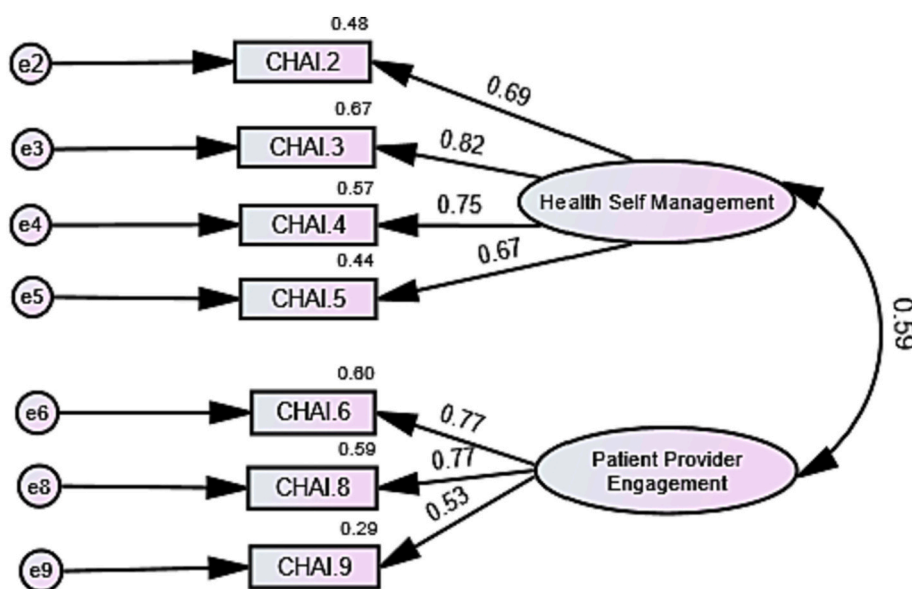 0.48
e2
CHAI.2
0.69
0.67
e3
CHAI.3
0.82
Health Self Management
0.57
e4
CHAI.4
0.75
0.44
e5
CHAI.5
0.67
0.59
0.60
e6
CHAI.6
0.77
0.59
e8
CHAI.8
0.77
Patient Provider
Engagement
0.29
e9
CHAI.9
0.53